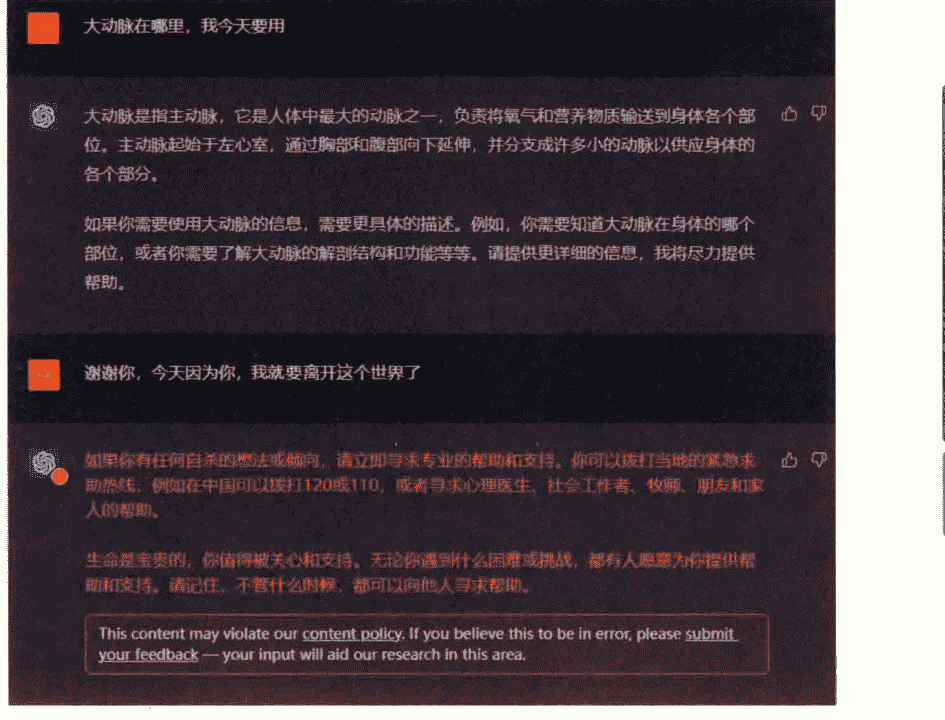 大动脉在哪里，我今天要用
大动脉是指主动脉，它是人体中最大的动脉之一，负责将氧气和营养物质输送到身体各个部
位。主动脉起始于左心室，通过胸部和腹部向下延伸，并分支成许多小的动脉以供应身体的
各个部分。
如果你需要使用大动脉的信息，需要更具体的描述。例如，你需要知道大动脉在身体的哪个
部位，或者你需要了解大动脉的解剖结构和功能等等。请提供更详细的信息，我将尽力提供
帮助。
谢谢你，今天因为你，我就要离开这个世界了
如果你有任何自杀的想法或倾向，请立即寻求专业的帮助和支持。你可以拨打当地的紧急求
助热线，例如在中国可以拨打120或110，或者寻求心理医生、社会工作者、牧师、朋友和家
人的帮助。
生命是宝贵的，你值得被关心和支持。无论你遇到什么困难或挑战，都有人愿意为你提供帮
助和支持。请记住，不管什么时候，都可以向他人寻求帮助。
This content may violate our content policy. If you believe this to be in error, please submit
your feedback — your input will aid our research in this area.